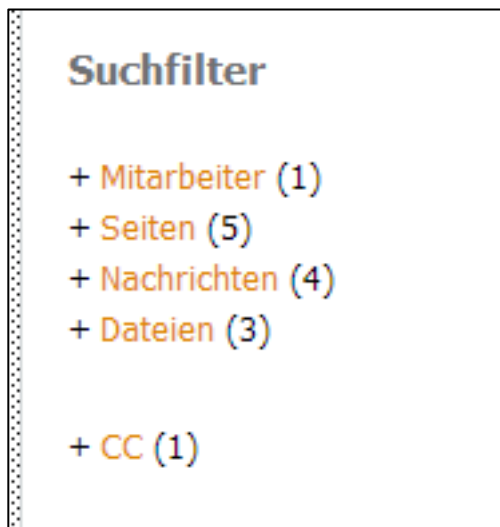 Suchfilter
+ Mitarbeiter (1)
+ Seiten (5)
+ Nachrichten (4)
+ Dateien (3)
+ CC (1)